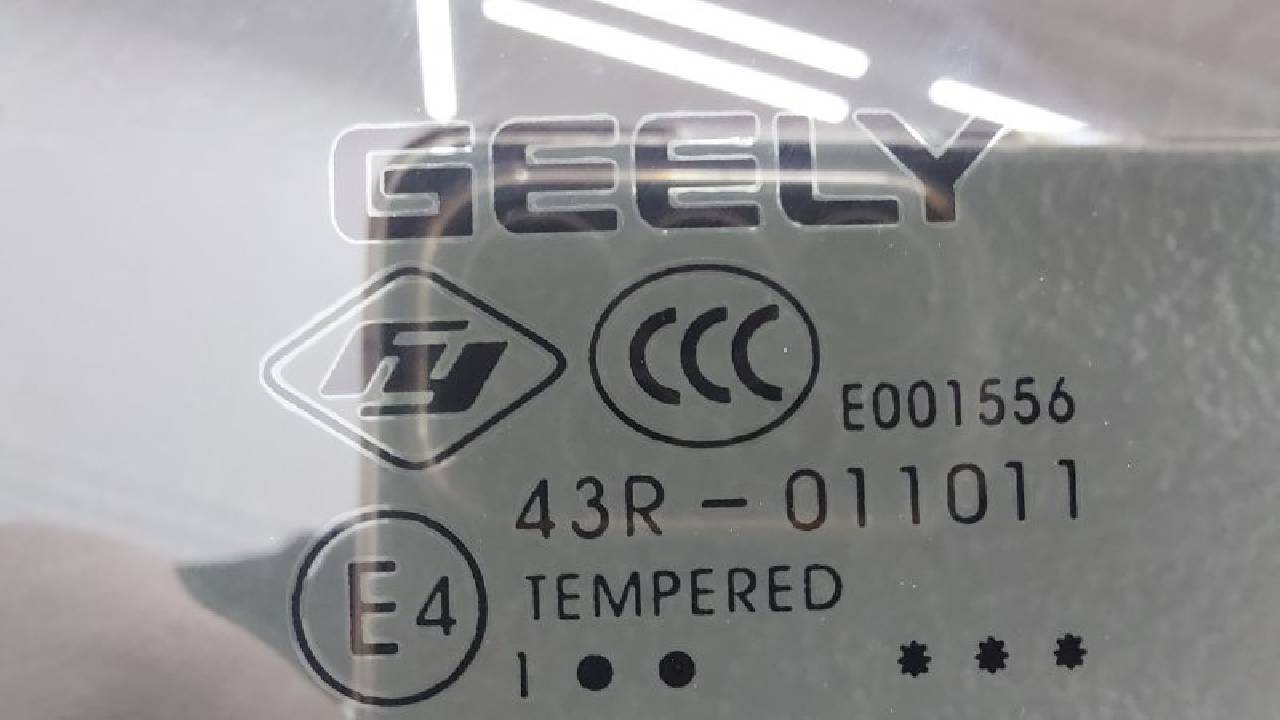 GEELY
CCC E001556
43R - 011011
E4 TEMPERED
1 ● ● * * *